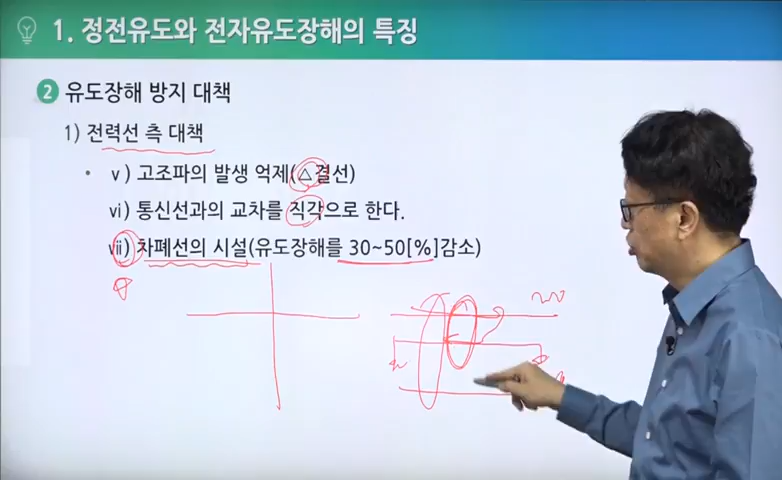 1. 정전유도와 전자유도장해의 특징
2 유도장해 방지 대책
1) 전력선 측 대책
• ⅴ) 고조파의 발생 억제(△결선)
ⅵ) 통신선과의 교차를 직각으로 한다.
ⅶ) 차폐선의 시설(유도장해를 30~50[%]감소)